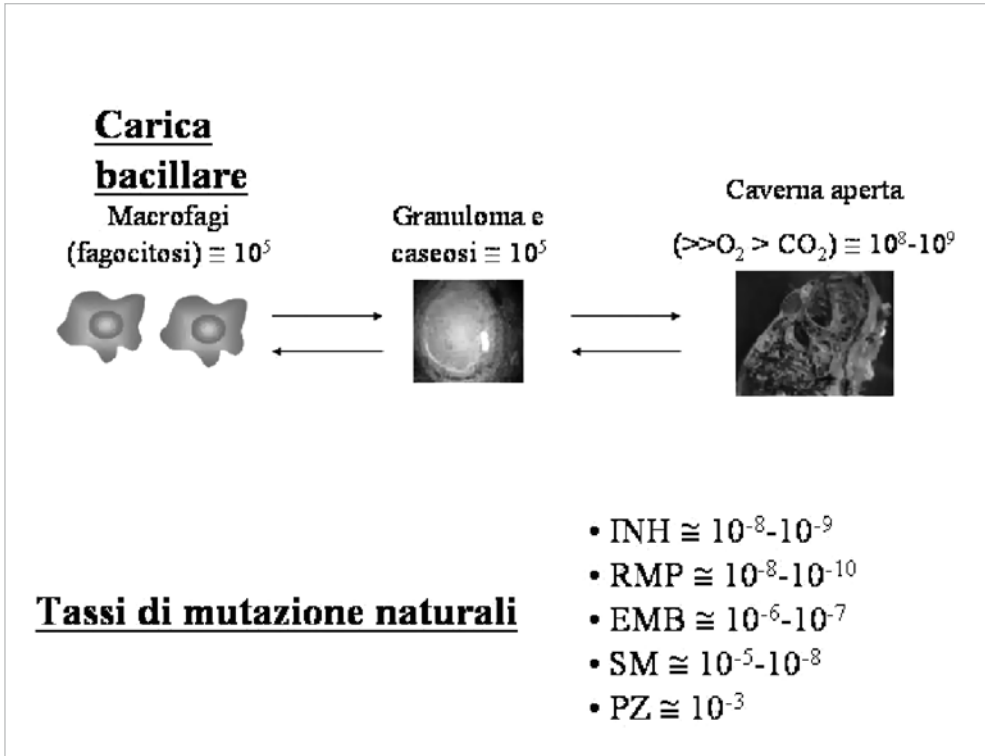 Carica
bacillare
Macrofagi
(fagocitosi) ≅ 10⁵
Granuloma e
caseosi ≅ 10⁵
Caverna aperta
(>>O₂ > CO₂) ≅ 10⁸-10⁹
Tassi di mutazione naturali
• INH ≅ 10⁻⁸-10⁻⁹
• RMP ≅ 10⁻⁸-10⁻¹⁰
• EMB ≅ 10⁻⁶-10⁻⁷
• SM ≅ 10⁻⁵-10⁻⁸
• PZ ≅ 10⁻³